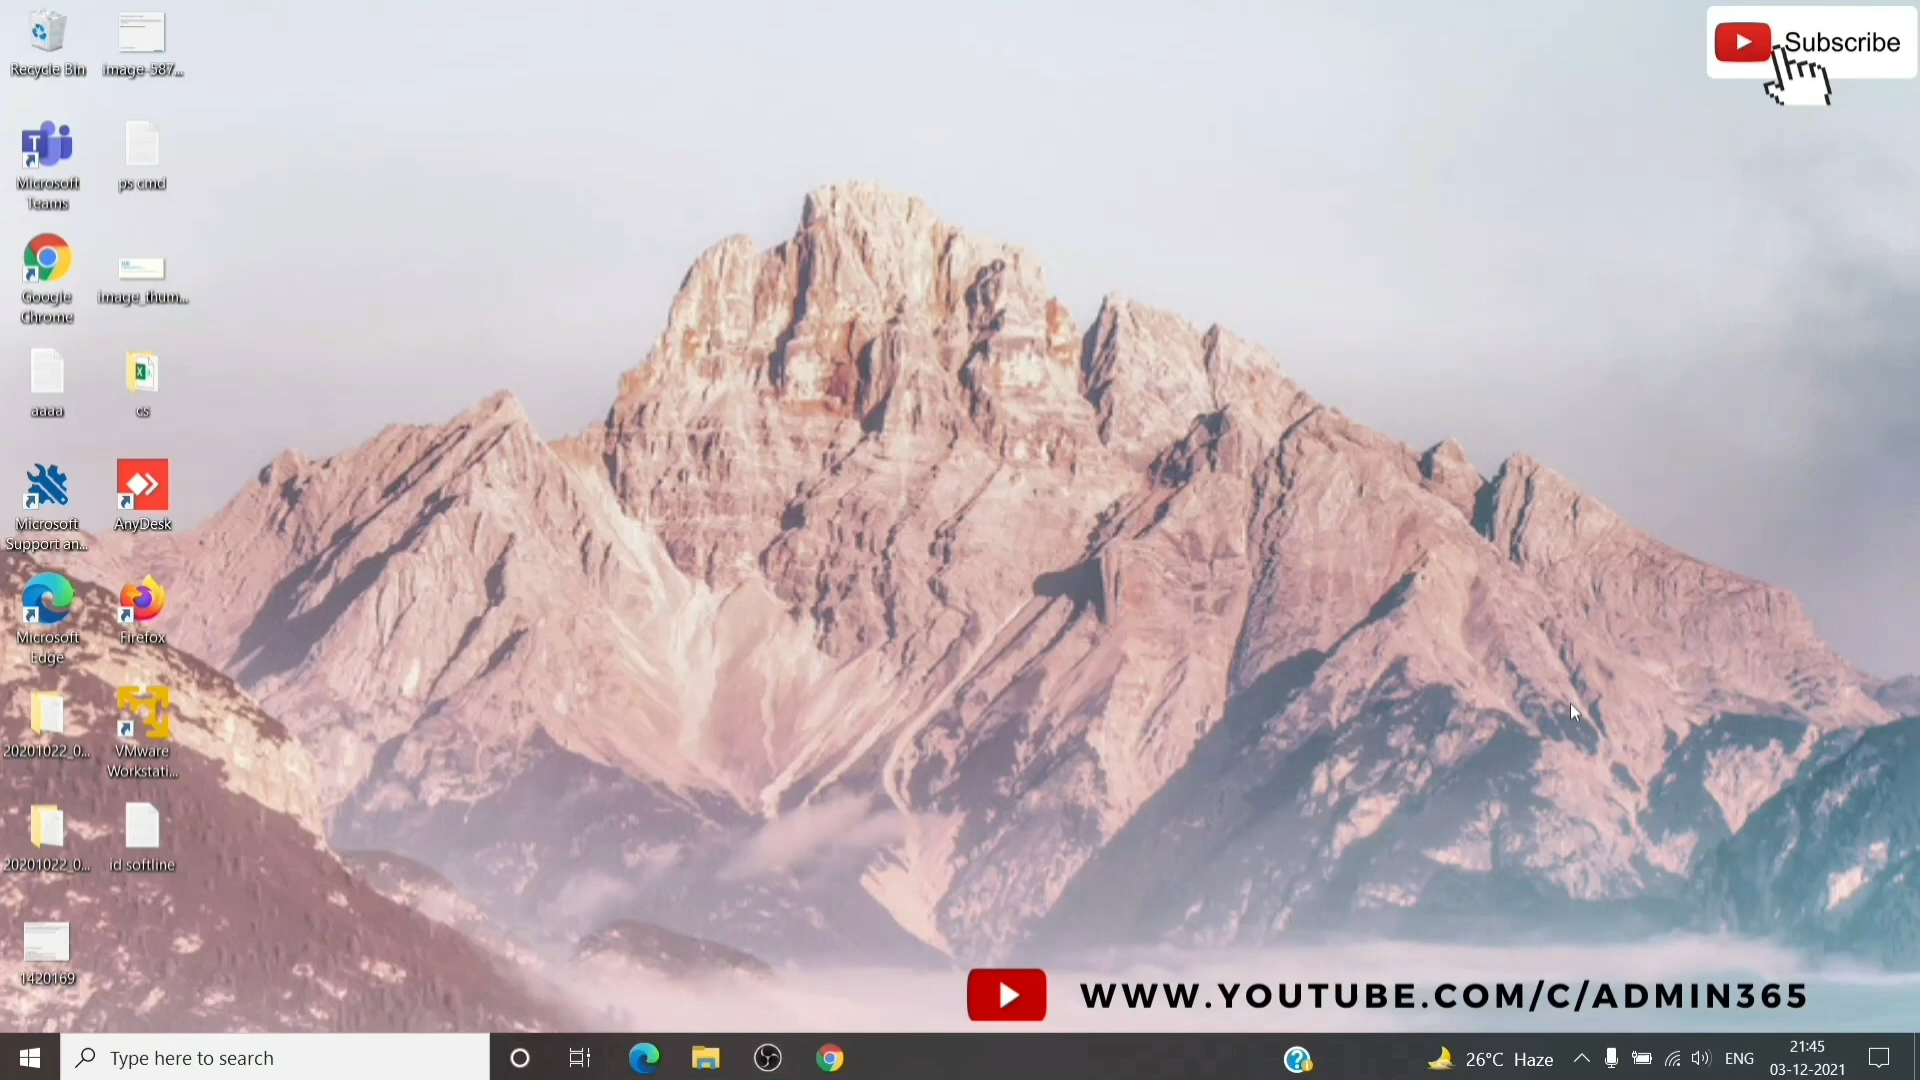 Recycle Bin
image-587...
Subscribe
Microsoft
Teams
ps cmd
Google
Chrome
image_thum...
aaaa
cs
Microsoft
Support an...
AnyDesk
Microsoft
Edge
Firefox
20201022_0...
VMware
Workstati...
20201022_0...
id softline
1420169
WWW.YOUTUBE.COM/C/ADMIN365
Type here to search
26°C Haze
ENG
21:45
03-12-2021